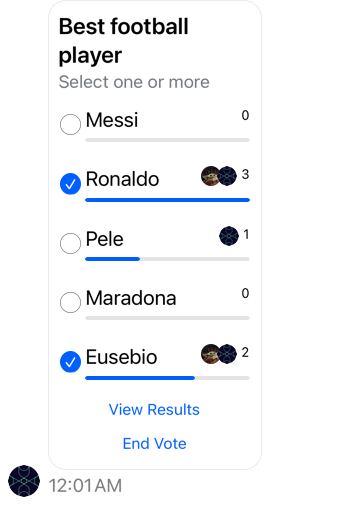 Best football
player
Select one or more
Messi 0
Ronaldo 3
Pele 1
Maradona 0
Eusebio 2
View Results
End Vote
12:01 AM